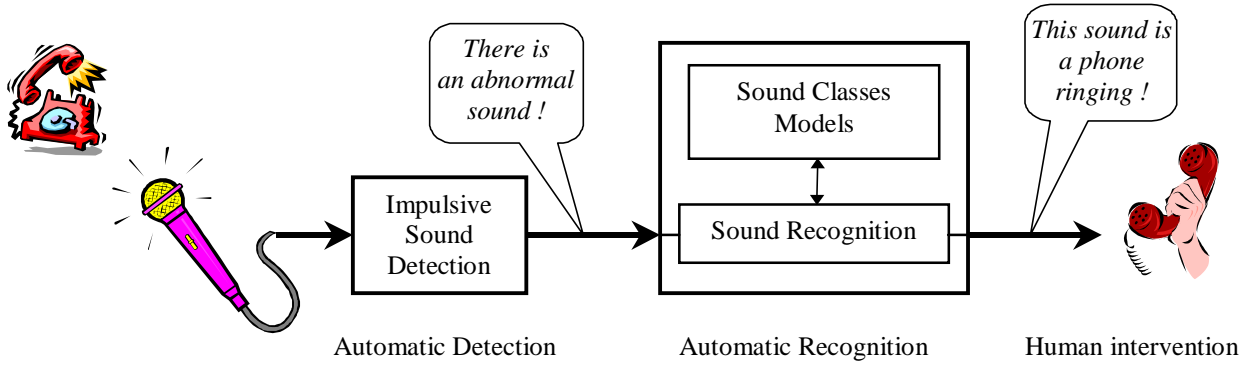 There is
an abnormal
sound !
This sound is
a phone
ringing !
Sound Classes
Models
Impulsive
Sound
Detection
Sound Recognition
Automatic Detection
Automatic Recognition
Human intervention